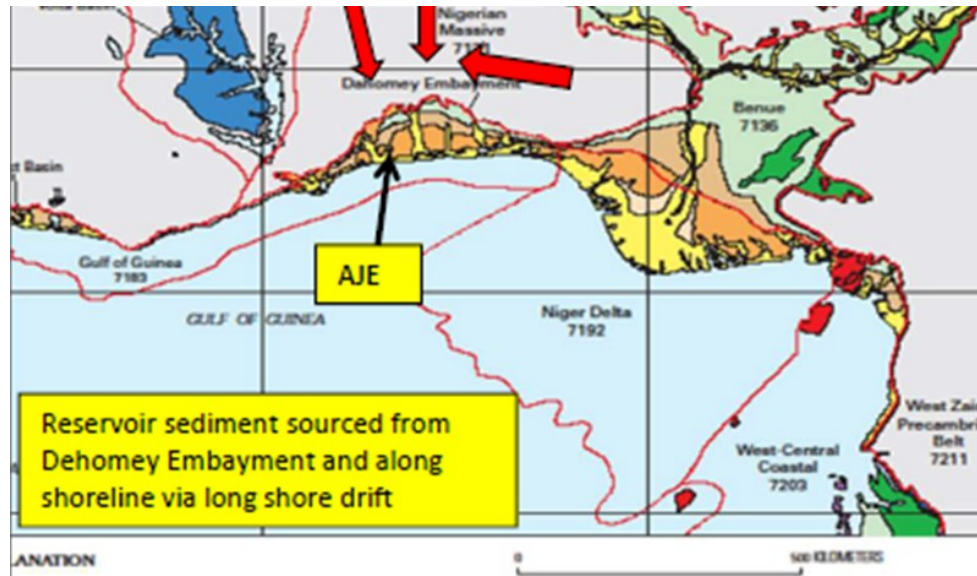 Nigerian
Massive
Dahomey Embayment
Benue
7136
st Basin
Gulf of Guinea
7183
AJE
GULF OF GUINEA
Niger Delta
7192
Reservoir sediment sourced from
Dehomey Embayment and along
shoreline via long shore drift
West-Central
Coastal
7203
West Zai
Precambri
Belt
7211
LANATION
0 500 KILOMETERS